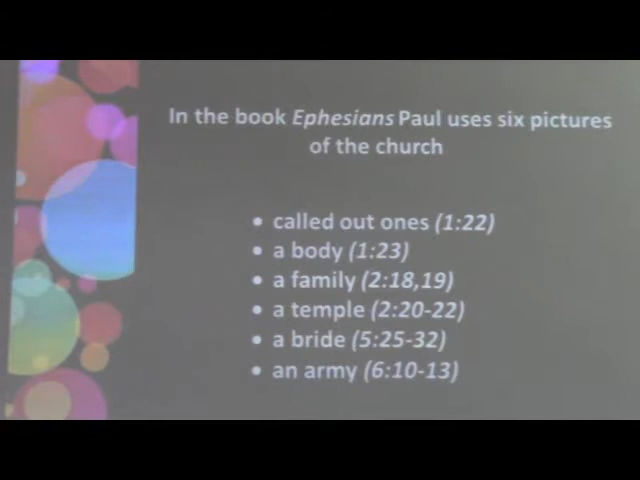 In the book Ephesians Paul uses six pictures
of the church
• called out ones (1:22)
• a body (1:23)
• a family (2:18,19)
• a temple (2:20-22)
• a bride (5:25-32)
• an army (6:10-13)